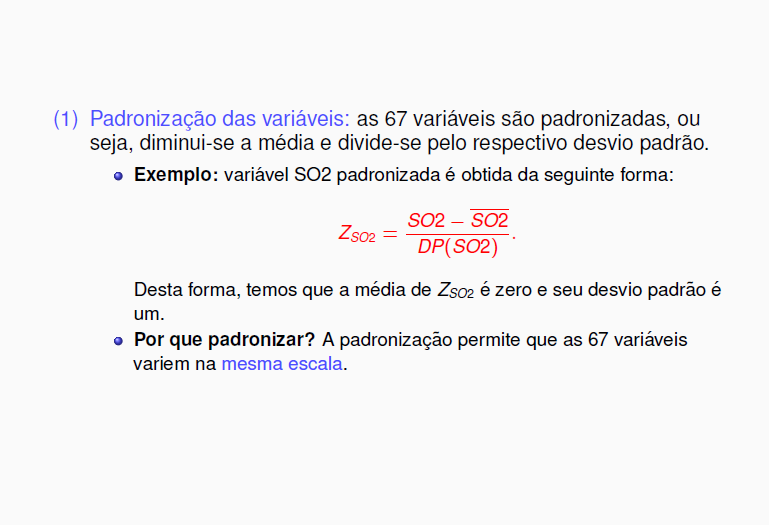 (1) Padronização das variáveis: as 67 variáveis são padronizadas, ou
seja, diminui-se a média e divide-se pelo respectivo desvio padrão.
Exemplo: variável SO2 padronizada é obtida da seguinte forma:
Z_{SO2} = \frac{SO2 - \overline{SO2}}{DP(SO2)}.
Desta forma, temos que a média de Z_{SO2} é zero e seu desvio padrão é
um.
Por que padronizar? A padronização permite que as 67 variáveis
variem na mesma escala.